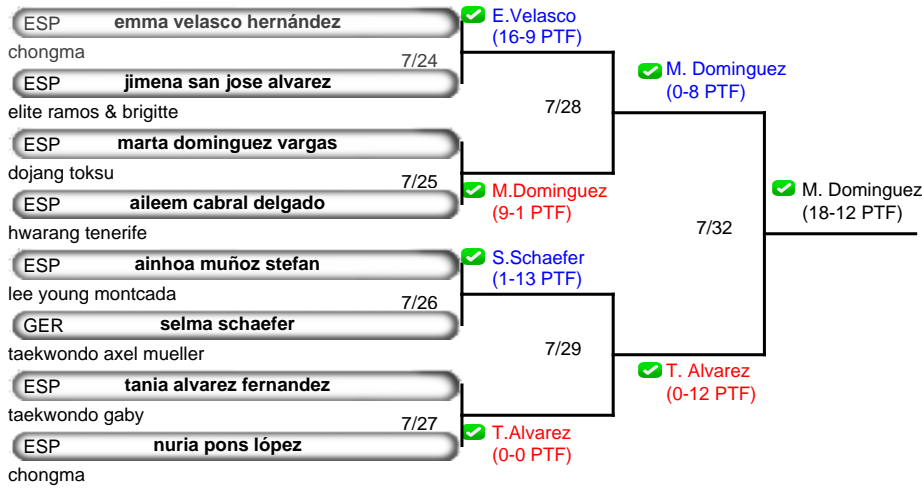 ESP emma velasco hernández
chongma
7/24
ESP jimena san jose alvarez
elite ramos & brigitte
ESP marta dominguez vargas
dojang toksu
7/25
ESP aileem cabral delgado
hwarang tenerife
ESP ainhoa muñoz stefan
lee young montcada
7/26
GER selma schaefer
taekwondo axel mueller
ESP tania alvarez fernandez
taekwondo gaby
7/27
ESP nuria pons lópez
chongma
E.Velasco
(16-9 PTF)
7/28
M.Dominguez
(9-1 PTF)
S.Schaefer
(1-13 PTF)
7/29
T.Alvarez
(0-0 PTF)
M. Dominguez
(0-8 PTF)
7/32
T. Alvarez
(0-12 PTF)
M. Dominguez
(18-12 PTF)